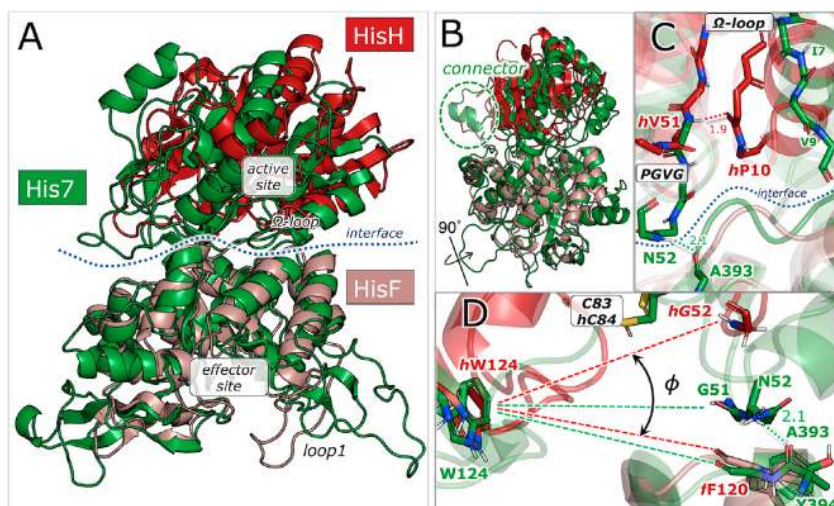 A
HisH
His7
active
site
Ω-loop
interface
HisF
effector
site
loop1
B
connector
90°
C
Ω-loop
I7
hV51
1.9
V9
hP10
PGVG
interface
N52
2.1
A393
D
C83
hC84
hG52
hW124
ϕ
G51
N52
2.1
A393
W124
fF120
Y394